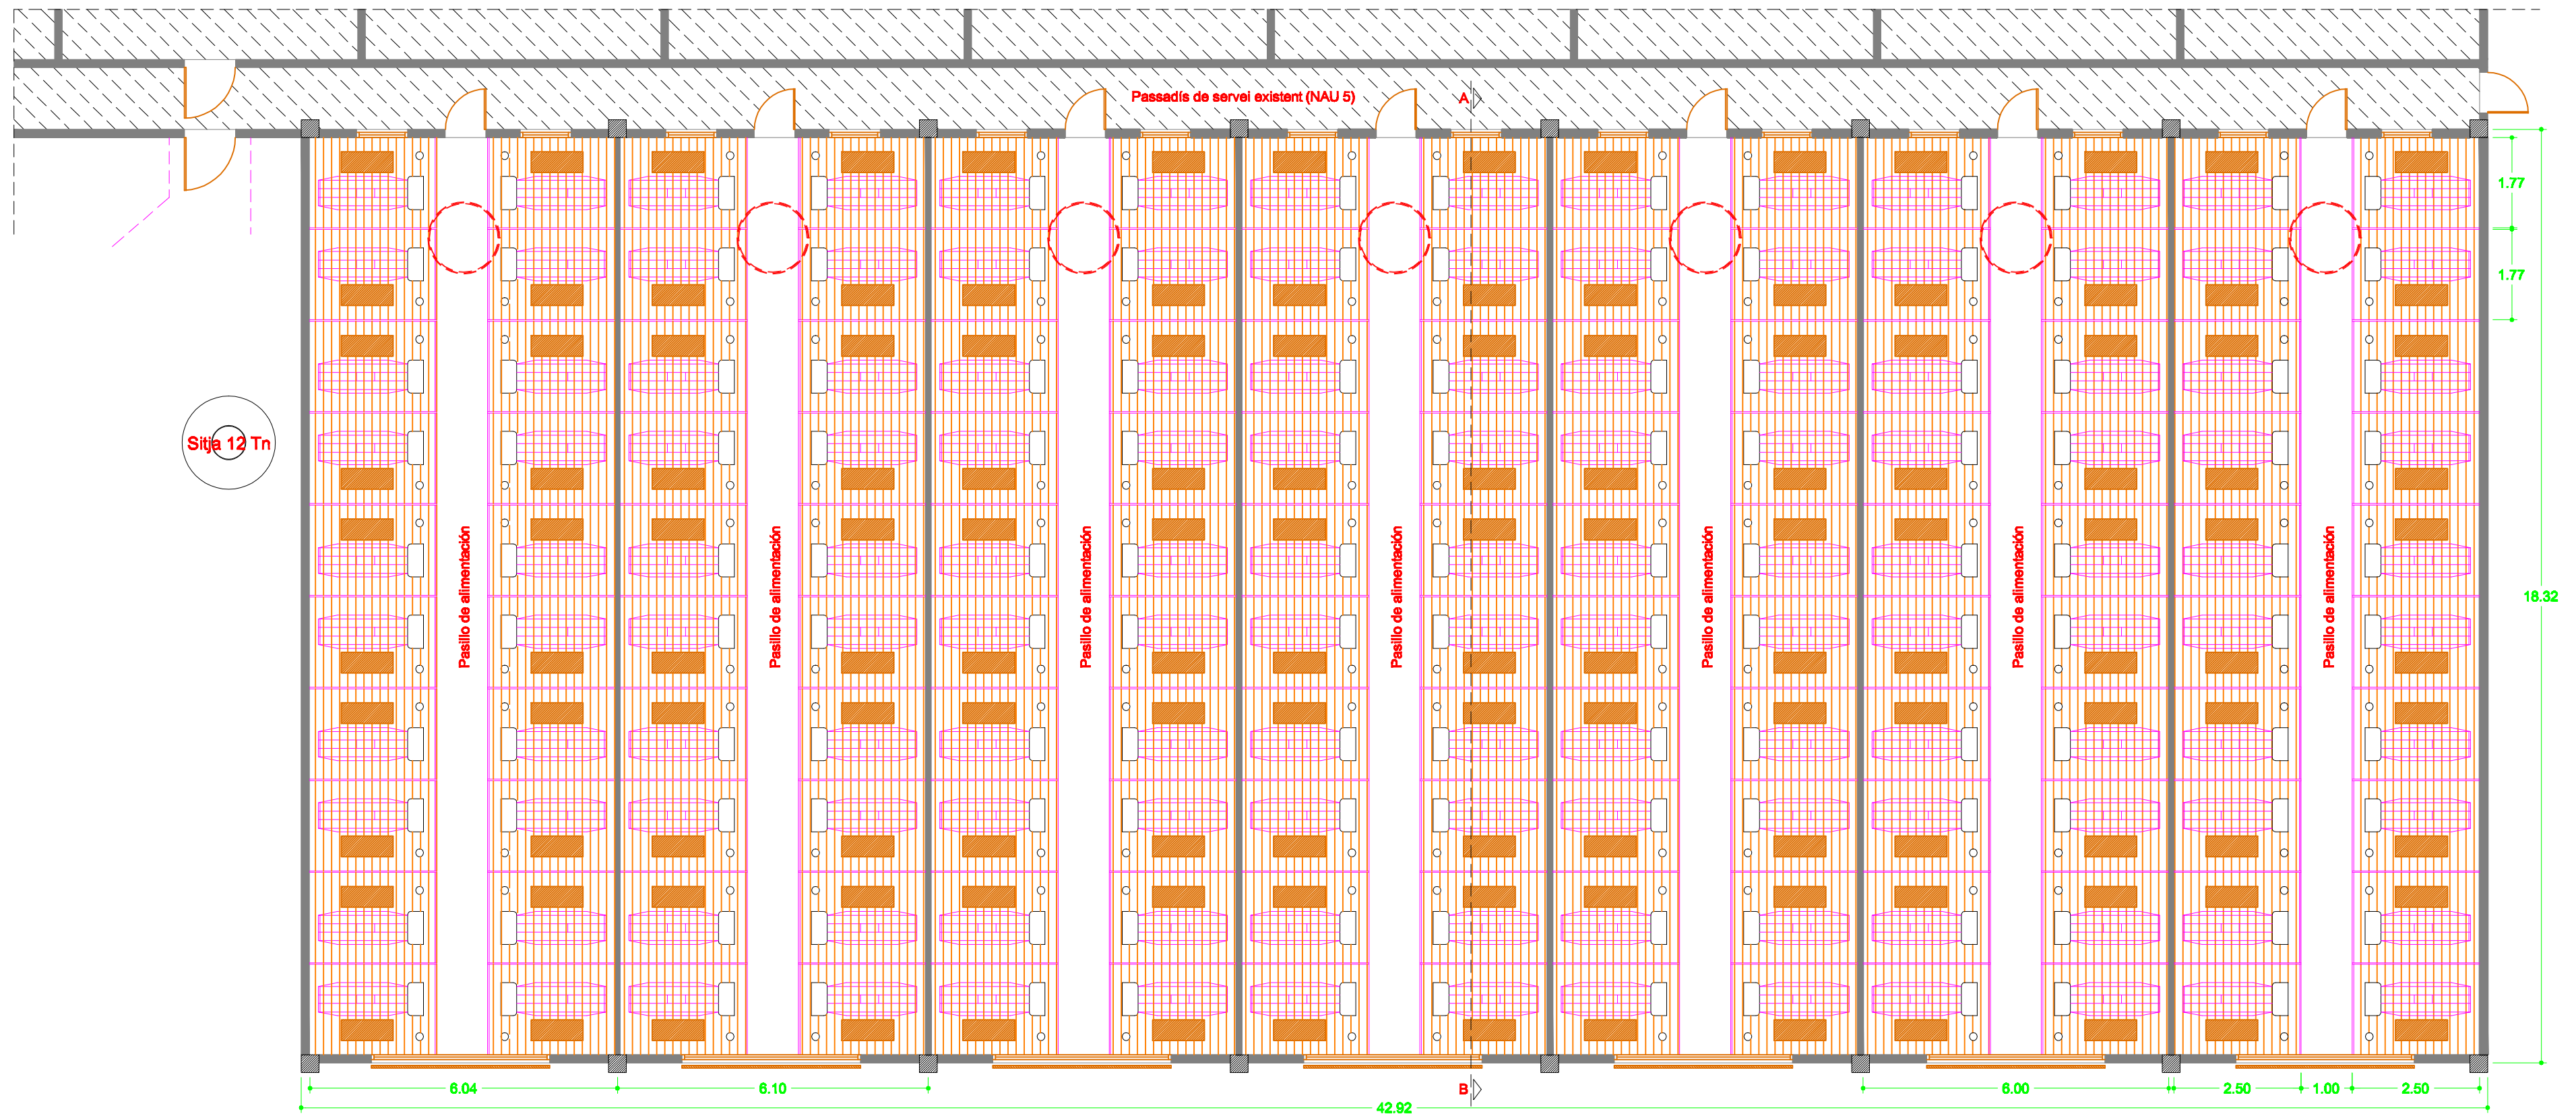 Passadís de servei existent (NAU 5)
A
1.77
1.77
Sitja 12 Tn
Pasillo de alimentación
Pasillo de alimentación
Pasillo de alimentación
Pasillo de alimentación
Pasillo de alimentación
Pasillo de alimentación
Pasillo de alimentación
18.32
6.04
6.10
B
6.00
2.50
1.00
2.50
42.92